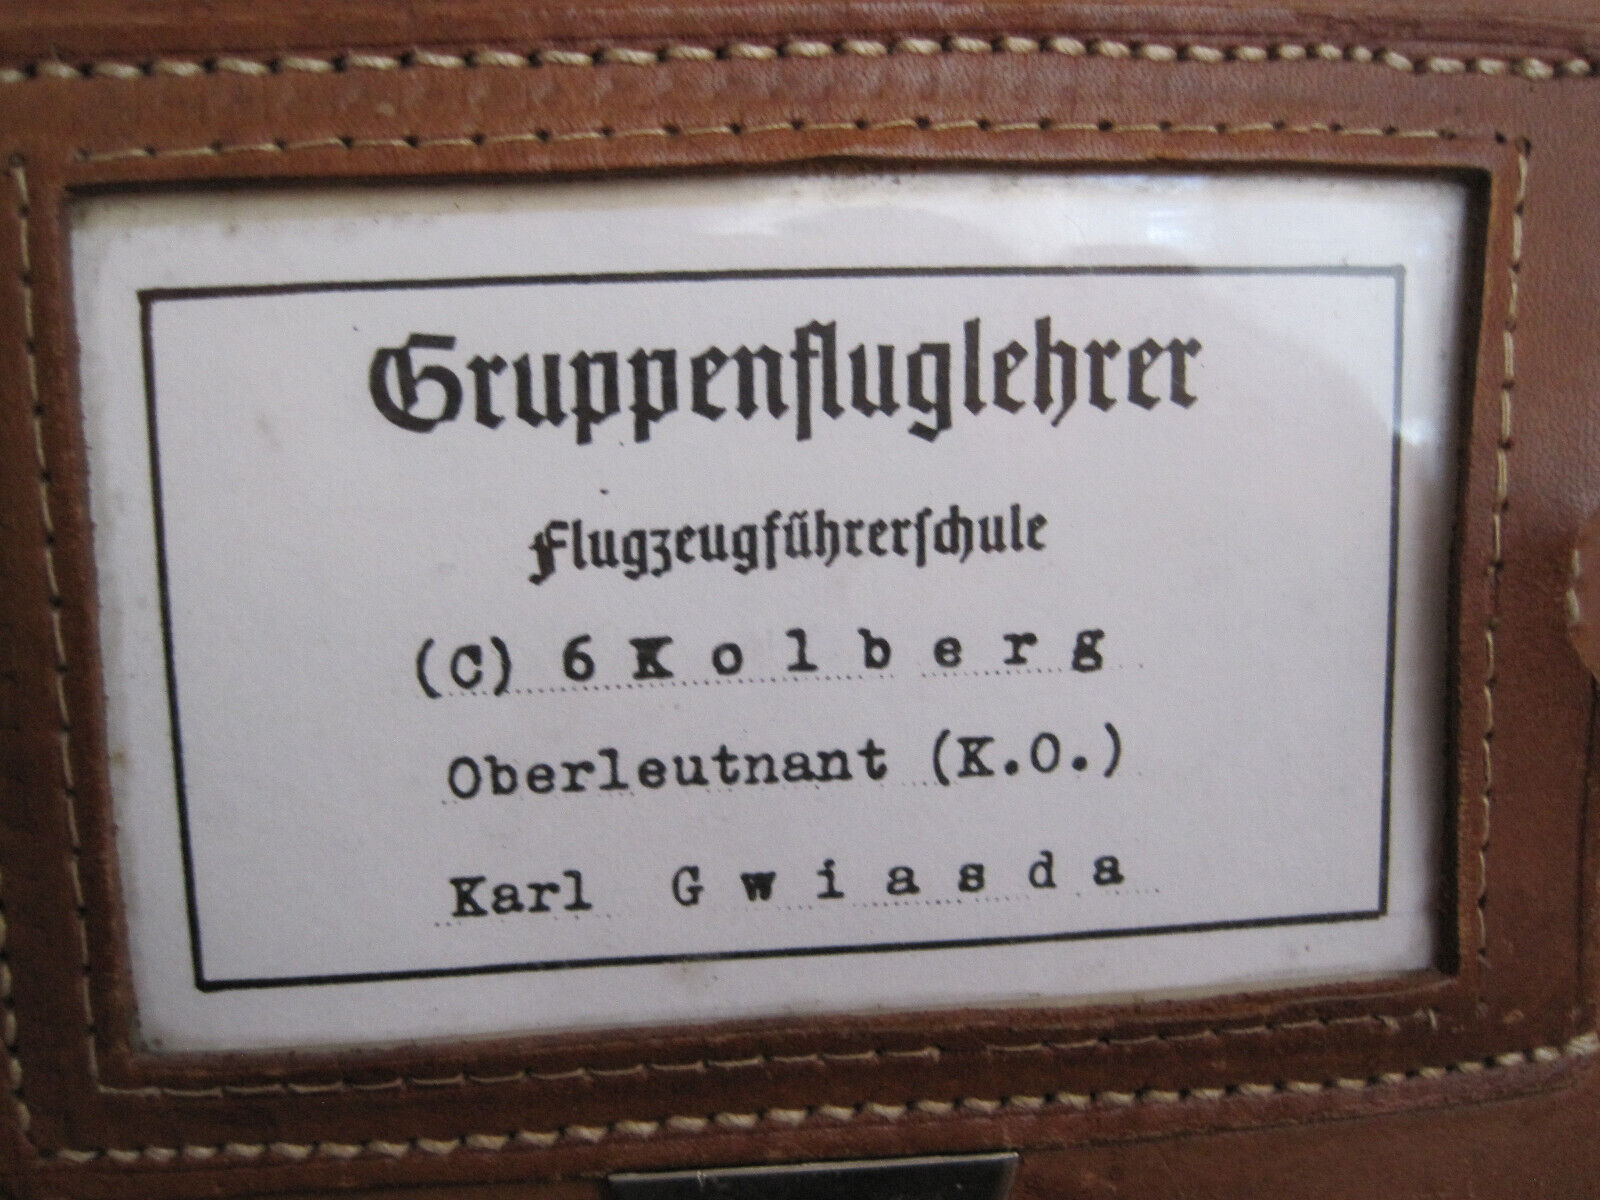 Gruppenfluglehrer
Flugzeugführerschule
(C) 6 K o l b e r g
Oberleutnant (K.O.)
Karl G w i a s d a